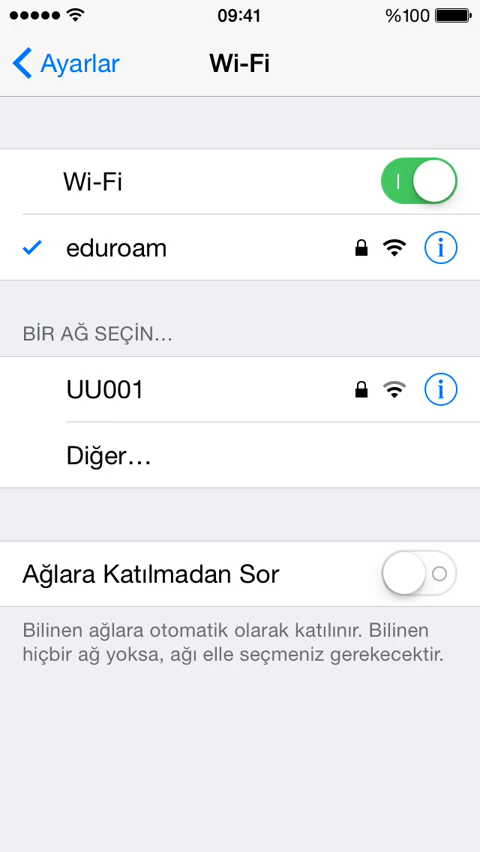 09:41
%100
Ayarlar
Wi-Fi
Wi-Fi
eduroam
BİR AĞ SEÇİN...
UU001
Diğer...
Ağlara Katılmadan Sor
Bilinen ağlara otomatik olarak katılınır. Bilinen
hiçbir ağ yoksa, ağı elle seçmeniz gerekecektir.